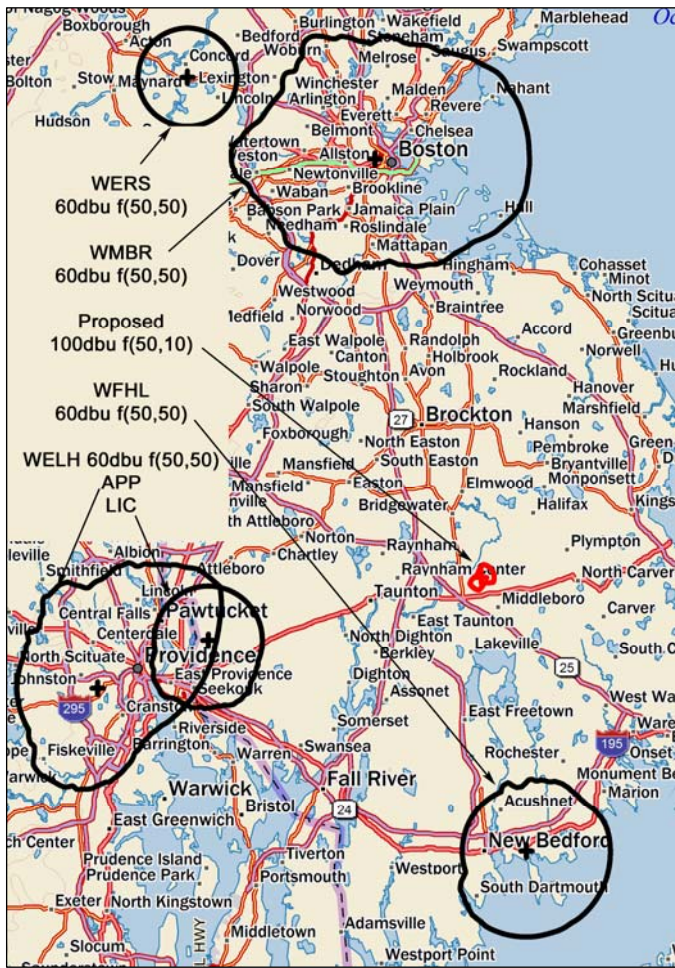 Boxborough
Acton
Concord
Bedford
Burlington
Stoneham
Wakefield
Marblehead
Woburn
Melrose
Saugus
Swampscott
Bolton
Stow
Maynard
Lexington
Winchester
Lincoln
Arlington
Malden
Nahant
Hudson
Everett
Revere
Belmont
Chelsea
Allston
Boston
WERS
60dbu f(50,50)
Newtonville
Waban
Brookline
Babson Park
Jamaica Plain
Needham
Roslindale
Hull
WMBR
60dbu f(50,50)
Mattapan
Dover
Dedham
Hingham
Cohasset
Minot
Westwood
Weymouth
Norwood
Braintree
Accord
Proposed
100dbu f(50,10)
East Walpole
Randolph
Norwell
Canton
Holbrook
Walpole
Stoughton
Avon
Rockland
Sharon
Hanover
WFHL
60dbu f(50,50)
South Walpole
27
Brockton
Marshfield
Hanson
Foxborough
North Easton
Pembroke
South Easton
Bryantville
WELH 60dbu f(50,50)
APP
LIC
Mansfield
Easton
Elmwood
Monponsett
Bridgewater
Halifax
Norton
Raynham
Plympton
Albion
Attleboro
Chartley
Raynham Center
Smithfield
North Carver
Lincoln
Taunton
Middleboro
Central Falls
Pawtucket
Carver
Centerdale
East Taunton
North Scituate
Providence
North Dighton
Berkley
Lakeville
Johnston
East Providence
Dighton
25
Seekonk
Assonet
295
Cranston
East Freetown
Riverside
Somerset
Barrington
Swansea
Rochester
195
Onset
Fiskeville
Warren
Fall River
Marion
Warwick
Acushnet
Bristol
24
East Greenwich
New Bedford
Tiverton
Westport
Prudence Island
Prudence Park
Portsmouth
South Dartmouth
Exeter
North Kingstown
Adamsville
Middletown
Slocum
Westport Point